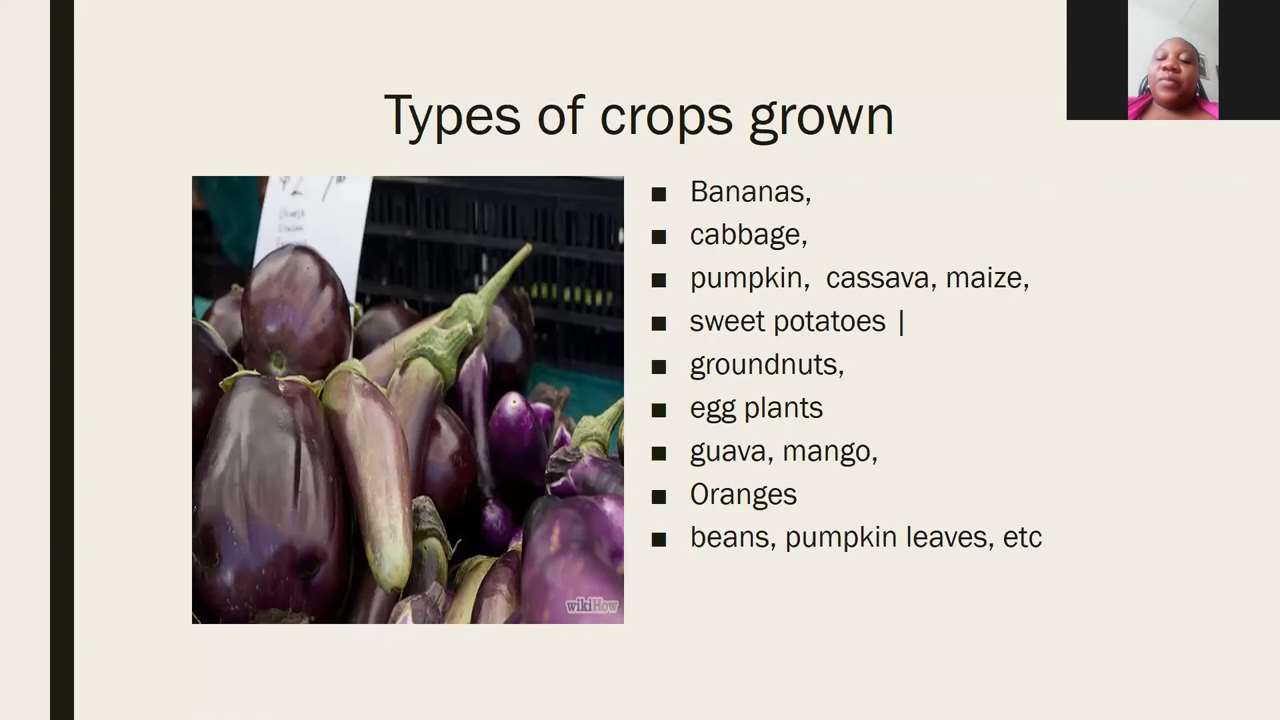 Types of crops grown
Bananas,
cabbage,
pumpkin, cassava, maize,
sweet potatoes |
groundnuts,
egg plants
guava, mango,
Oranges
beans, pumpkin leaves, etc
wikiHow